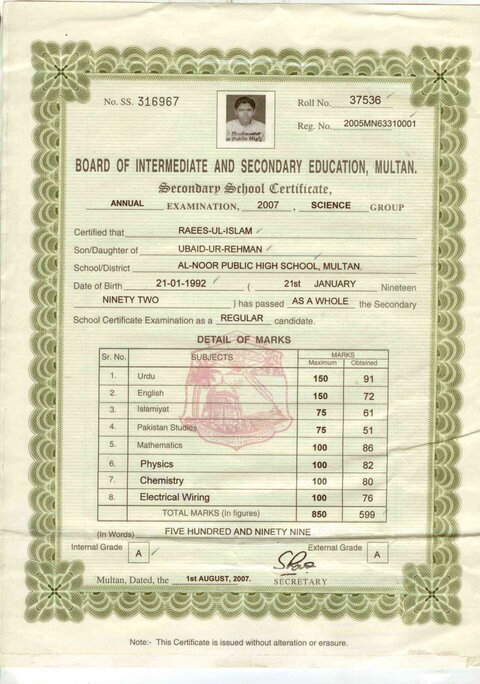 No. SS. 316967
Roll No. 37536
Reg. No. 2005MN63310001
BOARD OF INTERMEDIATE AND SECONDARY EDUCATION, MULTAN.
Secondary School Certificate,
ANNUAL EXAMINATION, 2007, SCIENCE GROUP
Certified that RAEES-UL-ISLAM
Son/Daughter of UBAID-UR-REHMAN
School/District AL-NOOR PUBLIC HIGH SCHOOL, MULTAN.
Date of Birth 21-01-1992 ( 21st JANUARY Nineteen
NINETY TWO ) has passed AS A WHOLE the Secondary
School Certificate Examination as a REGULAR candidate.
DETAIL OF MARKS
Sr. No. SUBJECTS MARKS
Maximum Obtained
1. Urdu 150 91
2. English 150 72
3. Islamiyat 75 61
4. Pakistan Studies 75 51
5. Mathematics 100 86
6. Physics 100 82
7. Chemistry 100 80
8. Electrical Wiring 100 76
TOTAL MARKS (In figures) 850 599
(In Words) FIVE HUNDRED AND NINETY NINE
Internal Grade A External Grade A
Multan, Dated, the 1st AUGUST, 2007. SECRETARY
Note:- This Certificate is issued without alteration or erasure.